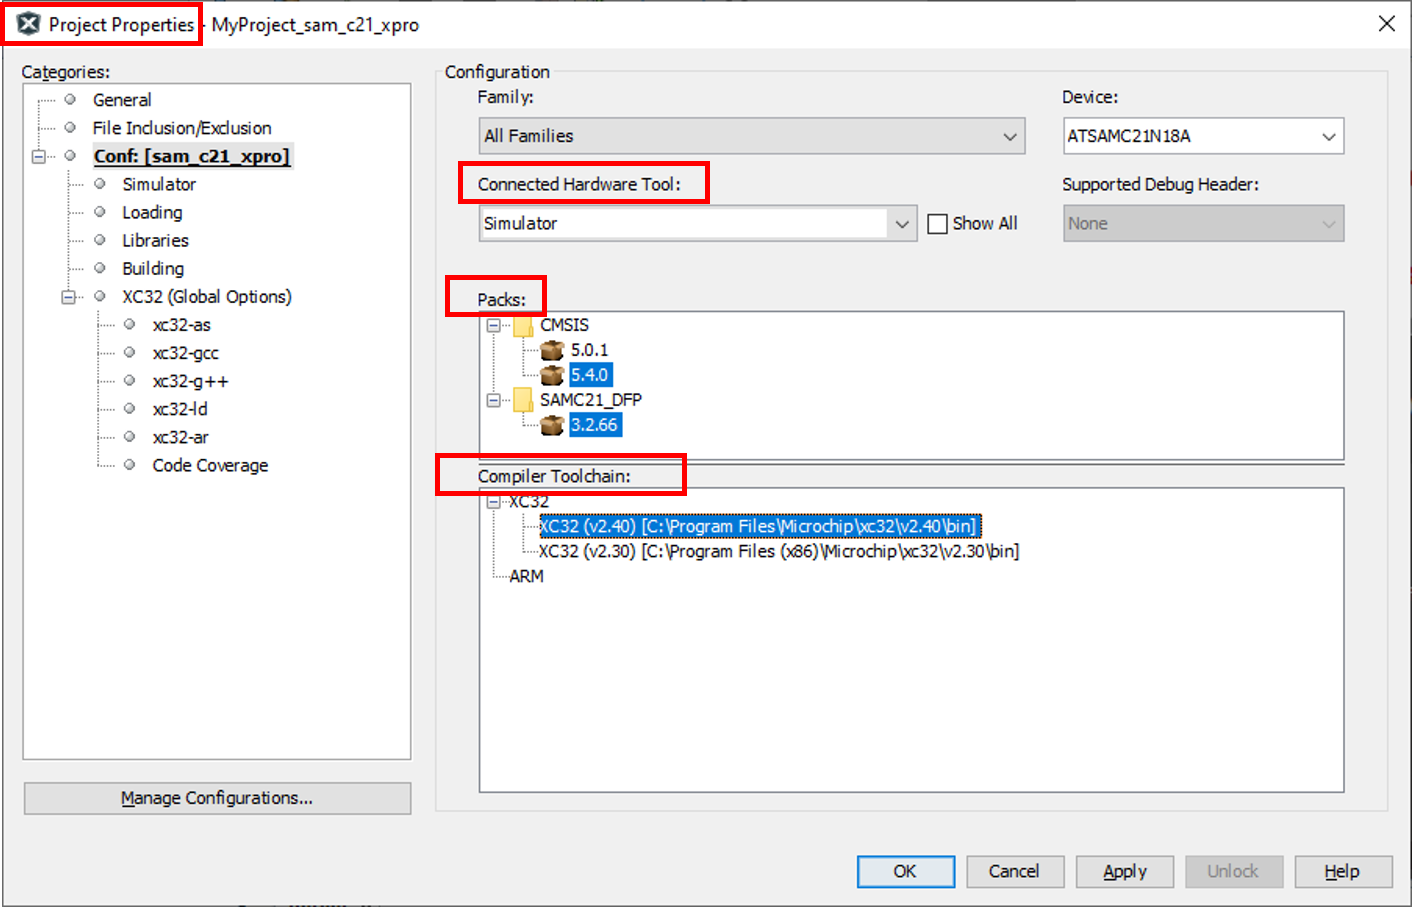 Project Properties - MyProject_sam_c21_xpro
Categories:
General
File Inclusion/Exclusion
Conf: [sam_c21_xpro]
Simulator
Loading
Libraries
Building
XC32 (Global Options)
xc32-as
xc32-gcc
xc32-g++
xc32-ld
xc32-ar
Code Coverage
Manage Configurations...
Configuration
Family:
All Families
Device:
ATSAMC21N18A
Connected Hardware Tool:
Simulator
Show All
Supported Debug Header:
None
Packs:
CMSIS
5.0.1
5.4.0
SAMC21_DFP
3.2.66
Compiler Toolchain:
XC32
XC32 (v2.40) [C:\Program Files\Microchip\xc32\v2.40\bin]
XC32 (v2.30) [C:\Program Files (x86)\Microchip\xc32\v2.30\bin]
ARM
OK
Cancel
Apply
Unlock
Help